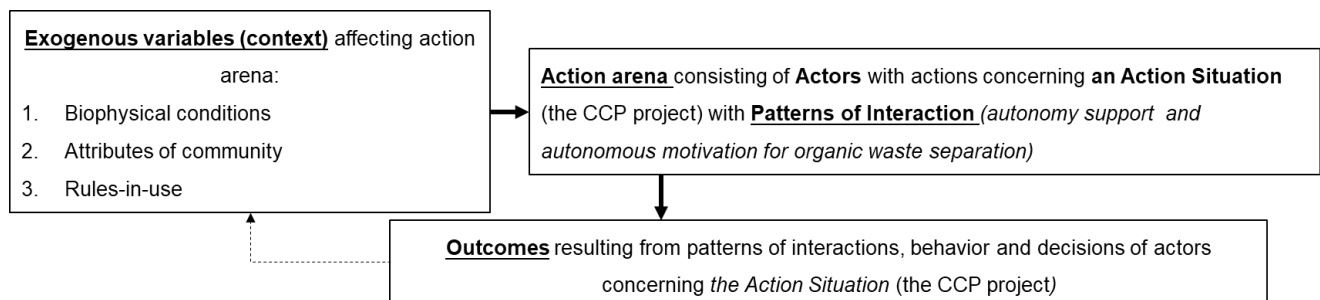 Exogenous variables (context) affecting action
arena:
1. Biophysical conditions
2. Attributes of community
3. Rules-in-use
Action arena consisting of Actors with actions concerning an Action Situation
(the CCP project) with Patterns of Interaction (autonomy support and
autonomous motivation for organic waste separation)
Outcomes resulting from patterns of interactions, behavior and decisions of actors
concerning the Action Situation (the CCP project)